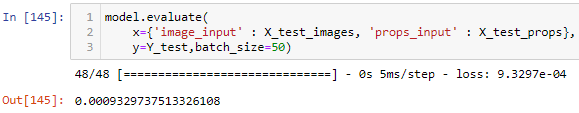 In [145]:
1 model.evaluate(
2 x={'image_input' : X_test_images, 'props_input' : X_test_props},
3 y=Y_test,batch_size=50)
48/48 [==============================] - 0s 5ms/step - loss: 9.3297e-04
Out[145]: 0.0009329737513326108